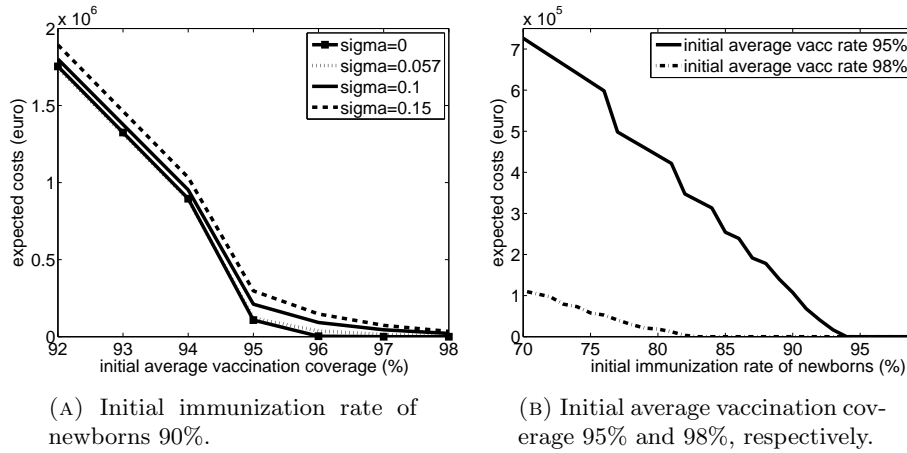 x 10^6
2
1.5
1
0.5
0
expected costs (euro)
sigma=0
sigma=0.057
sigma=0.1
sigma=0.15
92 93 94 95 96 97 98
initial average vaccination coverage (%)
(A) Initial immunization rate of
newborns 90%.
x 10^5
7
6
5
4
3
2
1
0
expected costs (euro)
initial average vacc rate 95%
initial average vacc rate 98%
70 75 80 85 90 95
initial immunization rate of newborns (%)
(B) Initial average vaccination cov-
erage 95% and 98%, respectively.